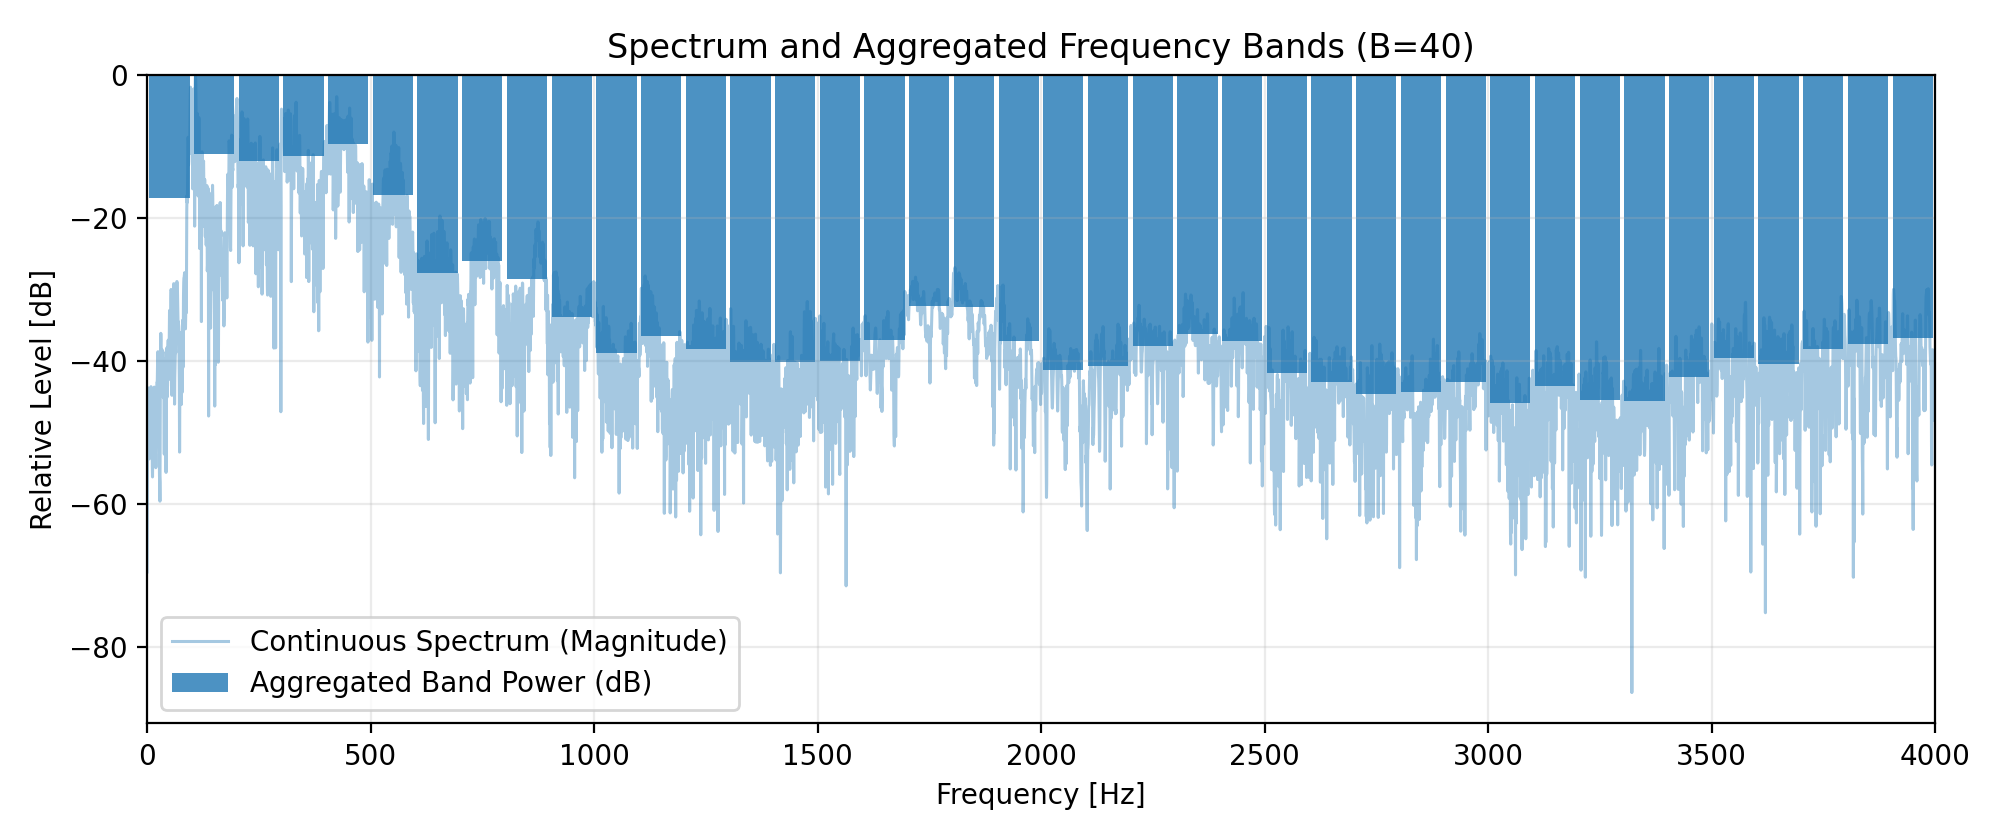 Spectrum and Aggregated Frequency Bands (B=40)
Relative Level [dB]
0
−20
−40
−60
−80
Continuous Spectrum (Magnitude)
Aggregated Band Power (dB)
0 500 1000 1500 2000 2500 3000 3500 4000
Frequency [Hz]